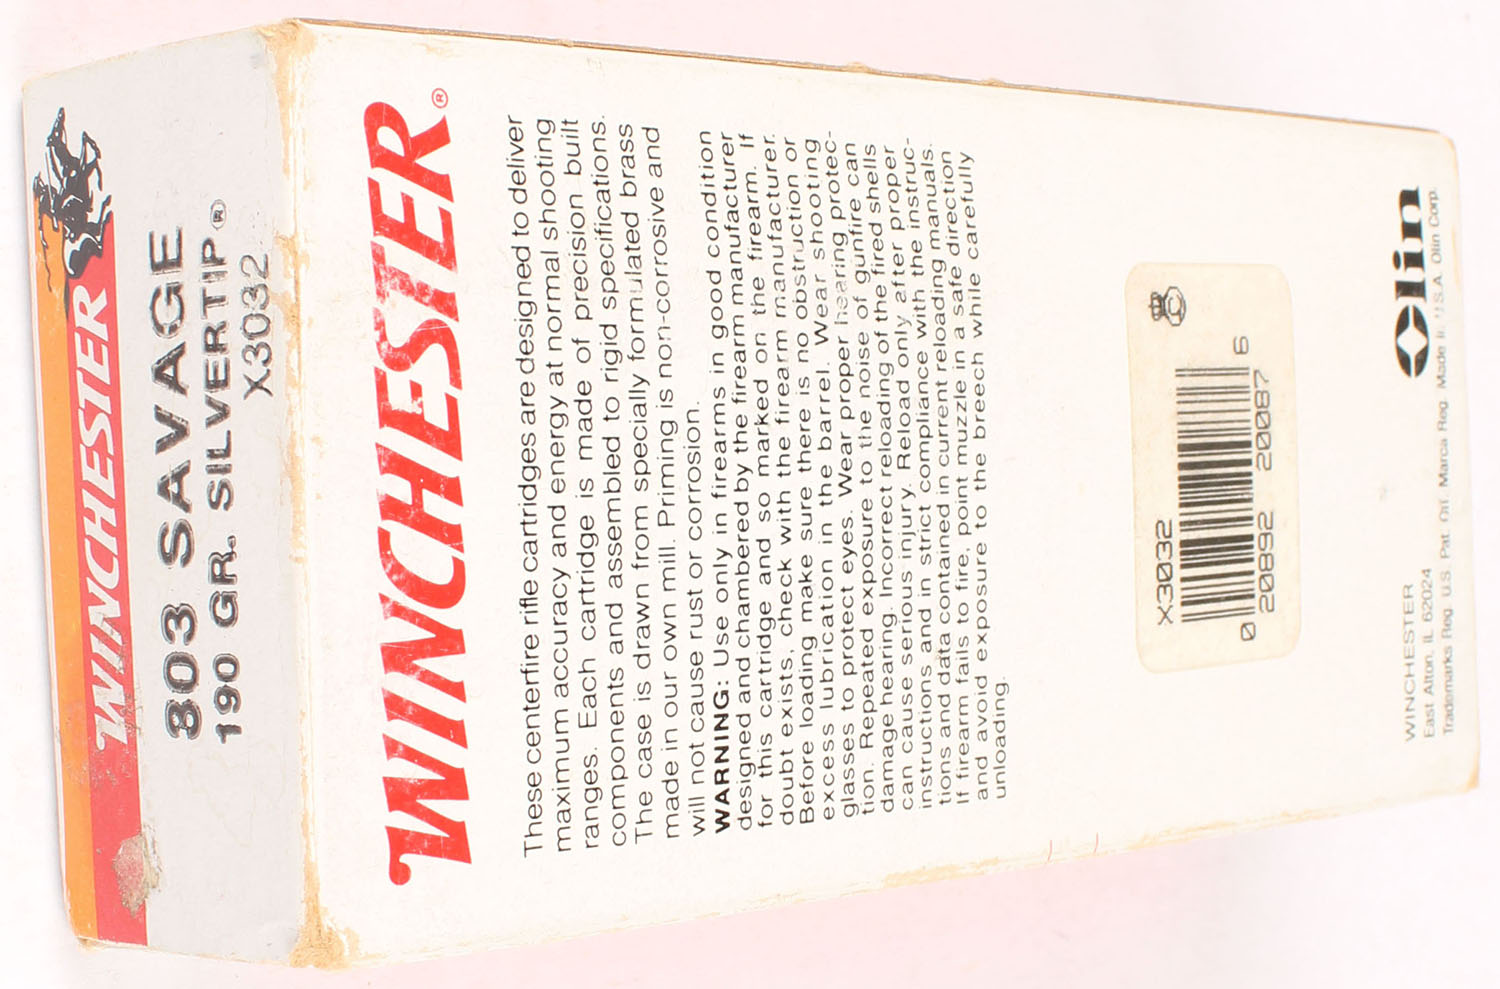 WINCHESTER
303 SAVAGE
190 GR. SILVERTIP®
X3032
WINCHESTER®
These centerfire rifle cartridges are designed to deliver
maximum accuracy and energy at normal shooting
ranges. Each cartridge is made of precision built
components and assembled to rigid specifications.
The case is drawn from specially formulated brass
made in our own mill. Priming is non-corrosive and
will not cause rust or corrosion.
WARNING: Use only in firearms in good condition
designed and chambered by the firearm manufacturer
for this cartridge and so marked on the firearm. If
doubt exists, check with the firearm manufacturer.
Before loading make sure there is no obstruction or
excess lubrication in the barrel. Wear shooting
glasses to protect eyes. Wear proper hearing protec-
tion. Repeated exposure to the noise of gunfire can
damage hearing. Incorrect reloading of the fired shells
can cause serious injury. Reload only after proper
instructions and in strict compliance with the instruc-
tions and data contained in current reloading manuals.
If firearm fails to fire, point muzzle in a safe direction
and avoid exposure to the breech while carefully
unloading.
X3032
0 20892 20087 6
Olin
WINCHESTER
East Alton, IL 62024
Trademarks Reg. U.S. Pat. Off. Marca Reg. Made in U.S.A. Olin Corp.